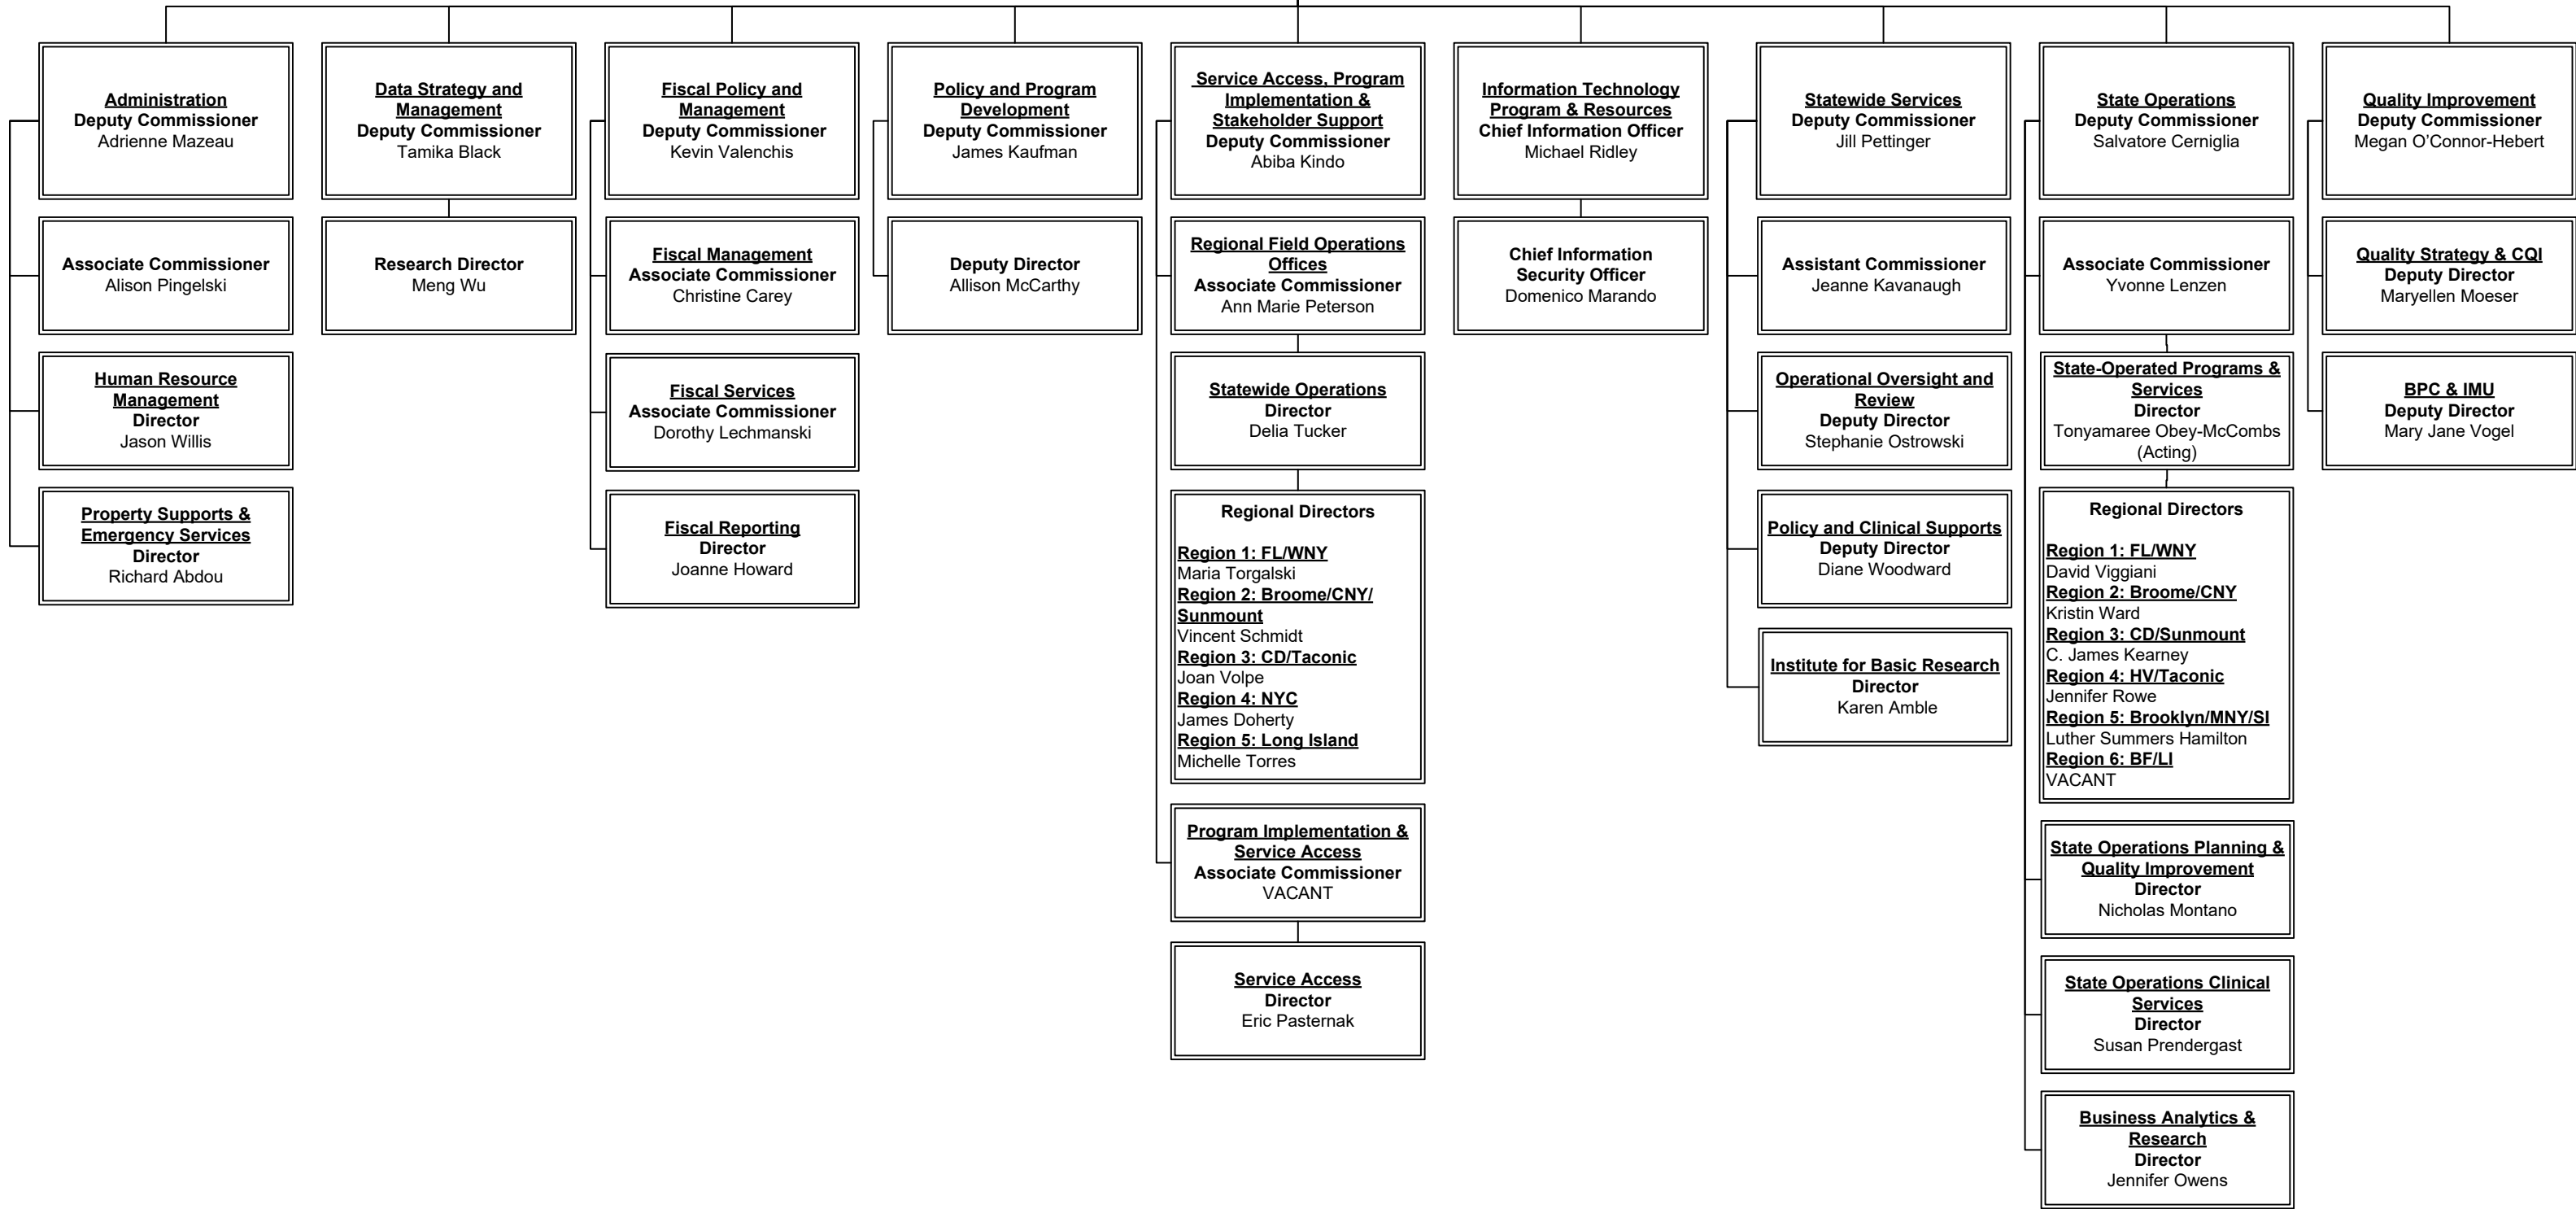 Administration
Deputy Commissioner
Adrienne Mazeau
Associate Commissioner
Alison Pingelski
Human Resource
Management
Director
Jason Willis
Property Supports &
Emergency Services
Director
Richard Abdou
Data Strategy and
Management
Deputy Commissioner
Tamika Black
Research Director
Meng Wu
Fiscal Policy and
Management
Deputy Commissioner
Kevin Valenchis
Fiscal Management
Associate Commissioner
Christine Carey
Fiscal Services
Associate Commissioner
Dorothy Lechmanski
Fiscal Reporting
Director
Joanne Howard
Policy and Program
Development
Deputy Commissioner
James Kaufman
Deputy Director
Allison McCarthy
Service Access, Program
Implementation &
Stakeholder Support
Deputy Commissioner
Abiba Kindo
Regional Field Operations
Offices
Associate Commissioner
Ann Marie Peterson
Statewide Operations
Director
Delia Tucker
Regional Directors
Region 1: FL/WNY
Maria Torgalski
Region 2: Broome/CNY/
Sunmount
Vincent Schmidt
Region 3: CD/Taconic
Joan Volpe
Region 4: NYC
James Doherty
Region 5: Long Island
Michelle Torres
Program Implementation &
Service Access
Associate Commissioner
VACANT
Service Access
Director
Eric Pasternak
Information Technology
Program & Resources
Chief Information Officer
Michael Ridley
Chief Information
Security Officer
Domenico Marando
Statewide Services
Deputy Commissioner
Jill Pettinger
Assistant Commissioner
Jeanne Kavanaugh
Operational Oversight and
Review
Deputy Director
Stephanie Ostrowski
Policy and Clinical Supports
Deputy Director
Diane Woodward
Institute for Basic Research
Director
Karen Amble
State Operations
Deputy Commissioner
Salvatore Cerniglia
Associate Commissioner
Yvonne Lenzen
State-Operated Programs &
Services
Director
Tonyamaree Obey-McCombs
(Acting)
Regional Directors
Region 1: FL/WNY
David Viggiani
Region 2: Broome/CNY
Kristin Ward
Region 3: CD/Sunmount
C. James Kearney
Region 4: HV/Taconic
Jennifer Rowe
Region 5: Brooklyn/MNY/SI
Luther Summers Hamilton
Region 6: BF/LI
VACANT
State Operations Planning &
Quality Improvement
Director
Nicholas Montano
State Operations Clinical
Services
Director
Susan Prendergast
Business Analytics &
Research
Director
Jennifer Owens
Quality Improvement
Deputy Commissioner
Megan O’Connor-Hebert
Quality Strategy & CQI
Deputy Director
Maryellen Moeser
BPC & IMU
Deputy Director
Mary Jane Vogel